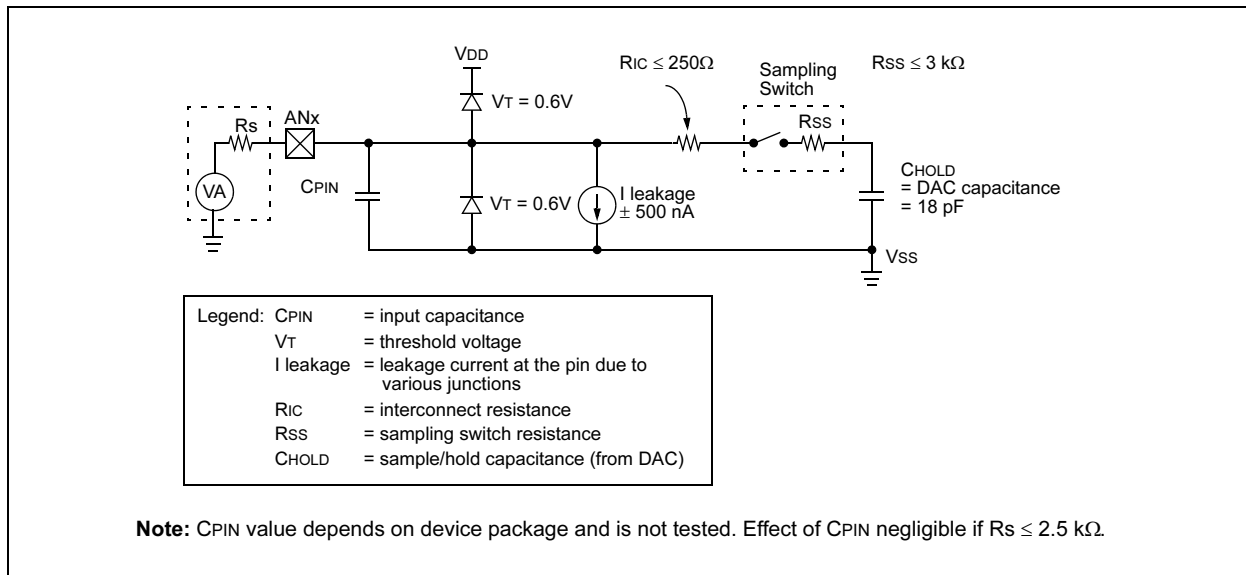 VDD
RIC ≤ 250Ω
Sampling
Switch
RSS ≤ 3 kΩ
VT = 0.6V
Rs
ANx
RSS
CPIN
VA
VT = 0.6V
I leakage
± 500 nA
CHOLD
= DAC capacitance
= 18 pF
VSS
Legend: CPIN = input capacitance
VT = threshold voltage
I leakage = leakage current at the pin due to
various junctions
RIC = interconnect resistance
RSS = sampling switch resistance
CHOLD = sample/hold capacitance (from DAC)
Note: CPIN value depends on device package and is not tested. Effect of CPIN negligible if Rs ≤ 2.5 kΩ.